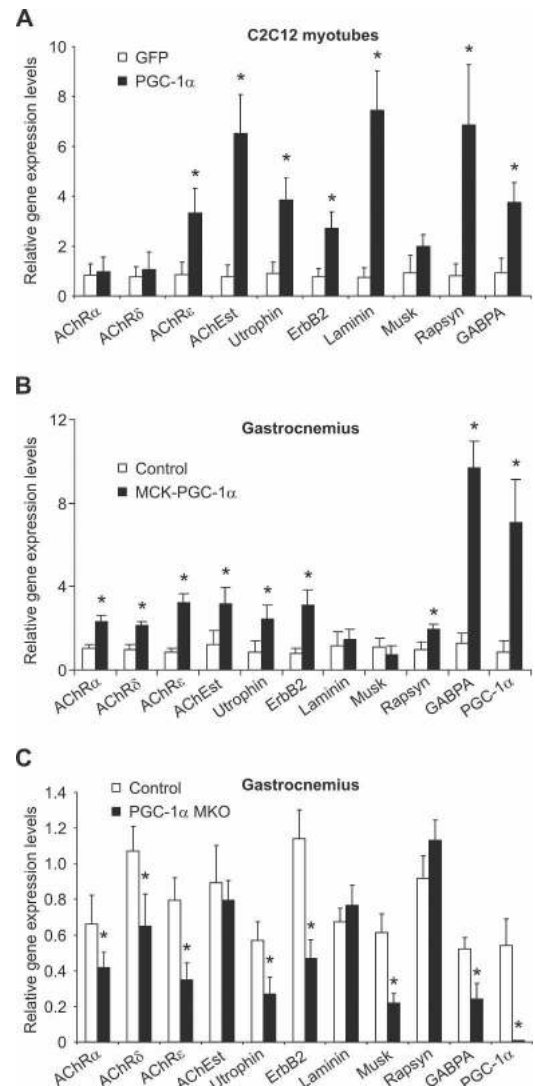 A
C2C12 myotubes
GFP
PGC-1α
Relative gene expression levels
10
8
6
4
2
0
* * * * * * *
AChRα AChRδ AChRε AChEst Utrophin ErbB2 Laminin Musk Rapsyn GABPA
B
Gastrocnemius
Control
MCK-PGC-1α
Relative gene expression levels
12
8
4
0
* * * * * * * * *
AChRα AChRδ AChRε AChEst Utrophin ErbB2 Laminin Musk Rapsyn GABPA PGC-1α
C
Gastrocnemius
Control
PGC-1α MKO
Relative gene expression levels
1.4
1.2
1.0
0.8
0.6
0.4
0.2
0
* * * * * * * *
AChRα AChRδ AChRε AChEst Utrophin ErbB2 Laminin Musk Rapsyn GABPA PGC-1α